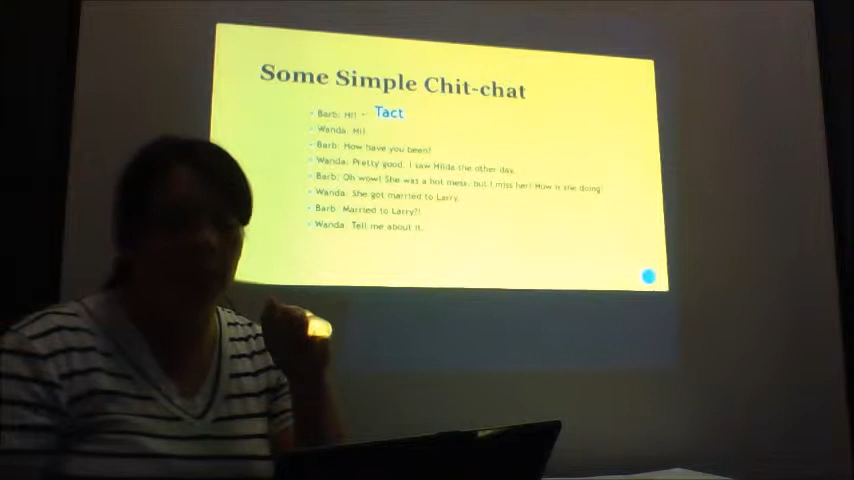 Some Simple Chit-chat
Barb: Hi! - Tact
Wanda: Hi!
Barb: How have you been?
Wanda: Pretty good. I saw Hilda the other day.
Barb: Oh wow! She was a hot mess, but I miss her! How is she doing?
Wanda: She got married to Larry.
Barb: Married to Larry?!
Wanda: Tell me about it.